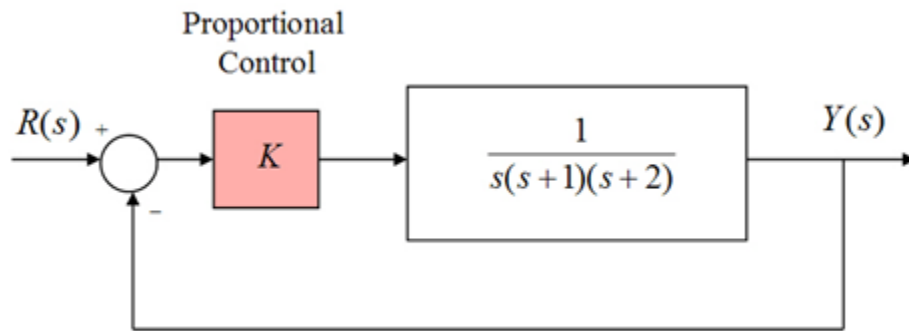 Proportional
Control
R(s)
+
−
K
1
s(s+1)(s+2)
Y(s)